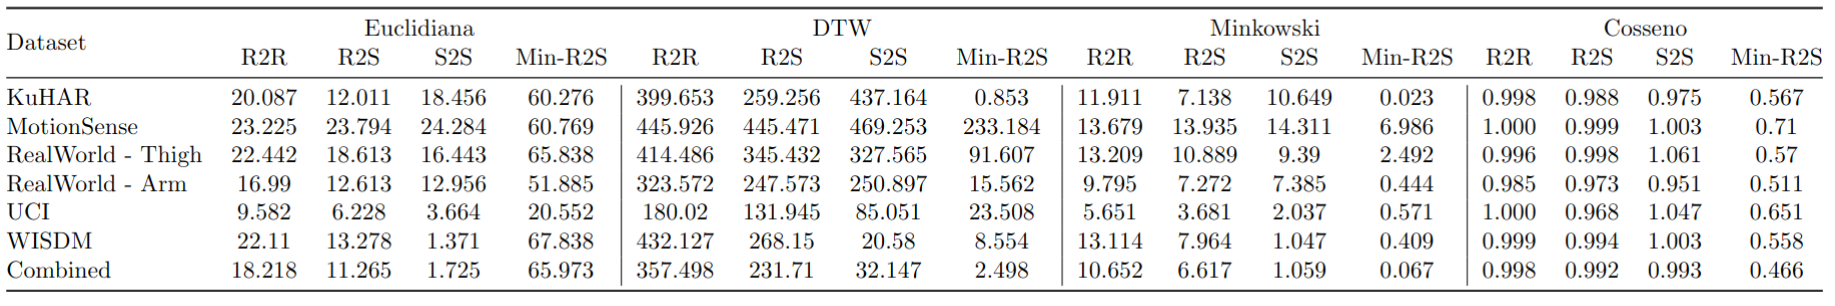 Dataset Euclidiana DTW Minkowski Cosseno
R2R R2S S2S Min-R2S R2R R2S S2S Min-R2S R2R R2S S2S Min-R2S R2R R2S S2S Min-R2S
KuHAR 20.087 12.011 18.456 60.276 399.653 259.256 437.164 0.853 11.911 7.138 10.649 0.023 0.998 0.988 0.975 0.567
MotionSense 23.225 23.794 24.284 60.769 445.926 445.471 469.253 233.184 13.679 13.935 14.311 6.986 1.000 0.999 1.003 0.71
RealWorld - Thigh 22.442 18.613 16.443 65.838 414.486 345.432 327.565 91.607 13.209 10.889 9.39 2.492 0.996 0.998 1.061 0.57
RealWorld - Arm 16.99 12.613 12.956 51.885 323.572 247.573 250.897 15.562 9.795 7.272 7.385 0.444 0.985 0.973 0.951 0.511
UCI 9.582 6.228 3.664 20.552 180.02 131.945 85.051 23.508 5.651 3.681 2.037 0.571 1.000 0.968 1.047 0.651
WISDM 22.11 13.278 1.371 67.838 432.127 268.15 20.58 8.554 13.114 7.964 1.047 0.409 0.999 0.994 1.003 0.558
Combined 18.218 11.265 1.725 65.973 357.498 231.71 32.147 2.498 10.652 6.617 1.059 0.067 0.998 0.992 0.993 0.466